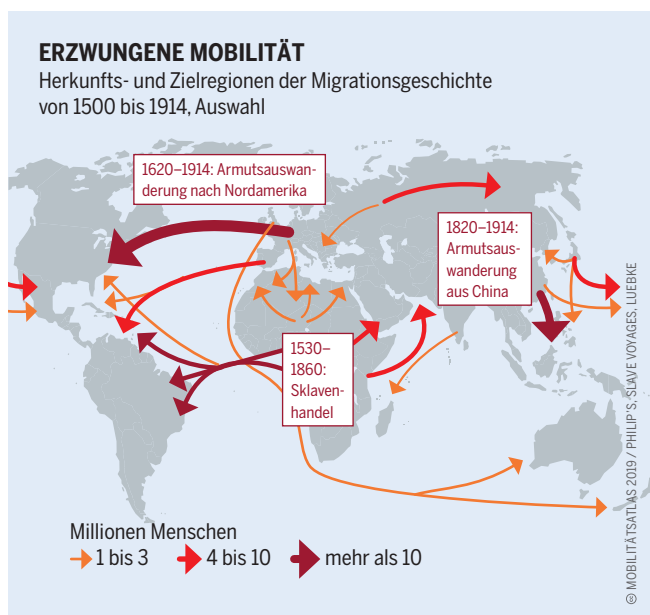 ERZWUNGENE MOBILITÄT
Herkunfts- und Zielregionen der Migrationsgeschichte
von 1500 bis 1914, Auswahl
1620–1914: Armutsauswan-
derung nach Nordamerika
1820–1914:
Armutsaus-
wanderung
aus China
1530–
1860:
Sklaven-
handel
Millionen Menschen
1 bis 3
4 bis 10
mehr als 10
MOBILITÄTSATLAS 2019 / PHILIP'S, SLAVE VOYAGES, LUEBKE